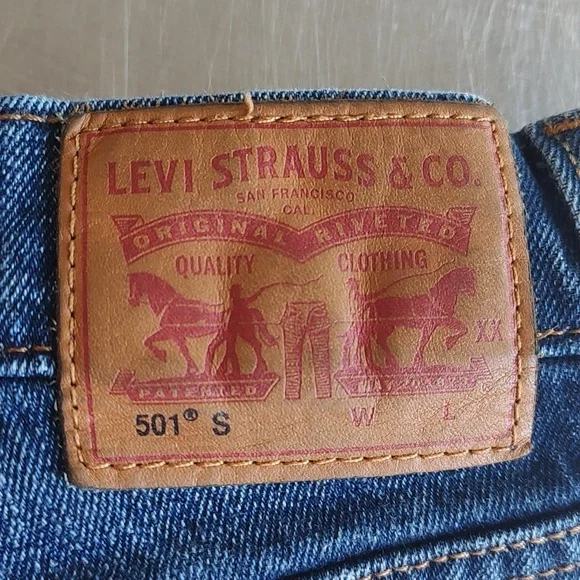 LEVI STRAUSS & CO.
SAN FRANCISCO
CAL.
ORIGINAL RIVETED
QUALITY CLOTHING
XX
PATENTED
501® S W L